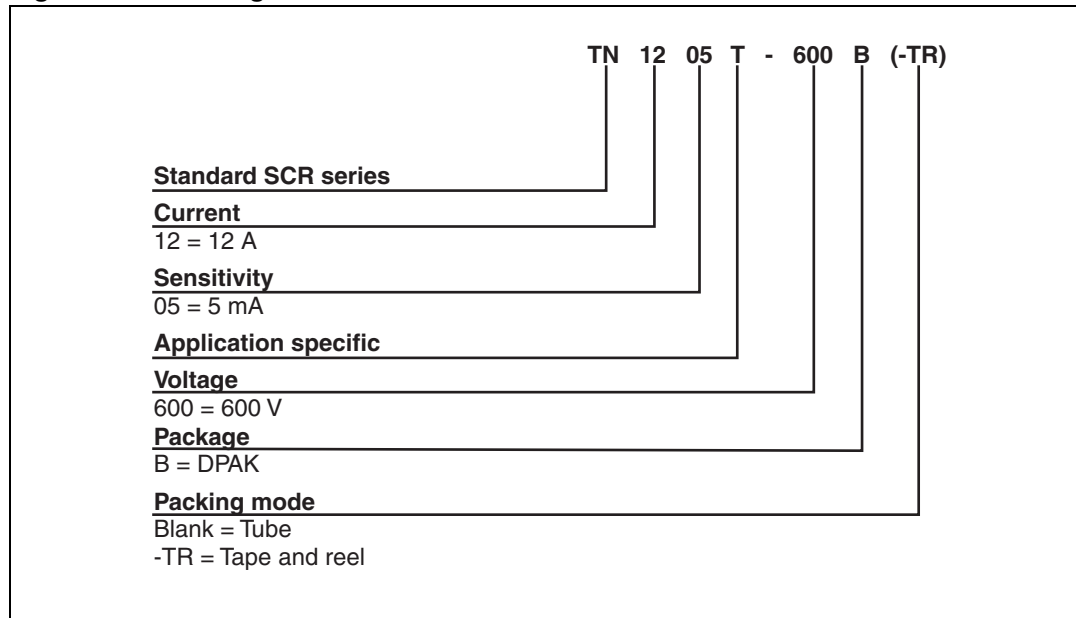 TN 12 05 T - 600 B (-TR)
Standard SCR series
Current
12 = 12 A
Sensitivity
05 = 5 mA
Application specific
Voltage
600 = 600 V
Package
B = DPAK
Packing mode
Blank = Tube
-TR = Tape and reel